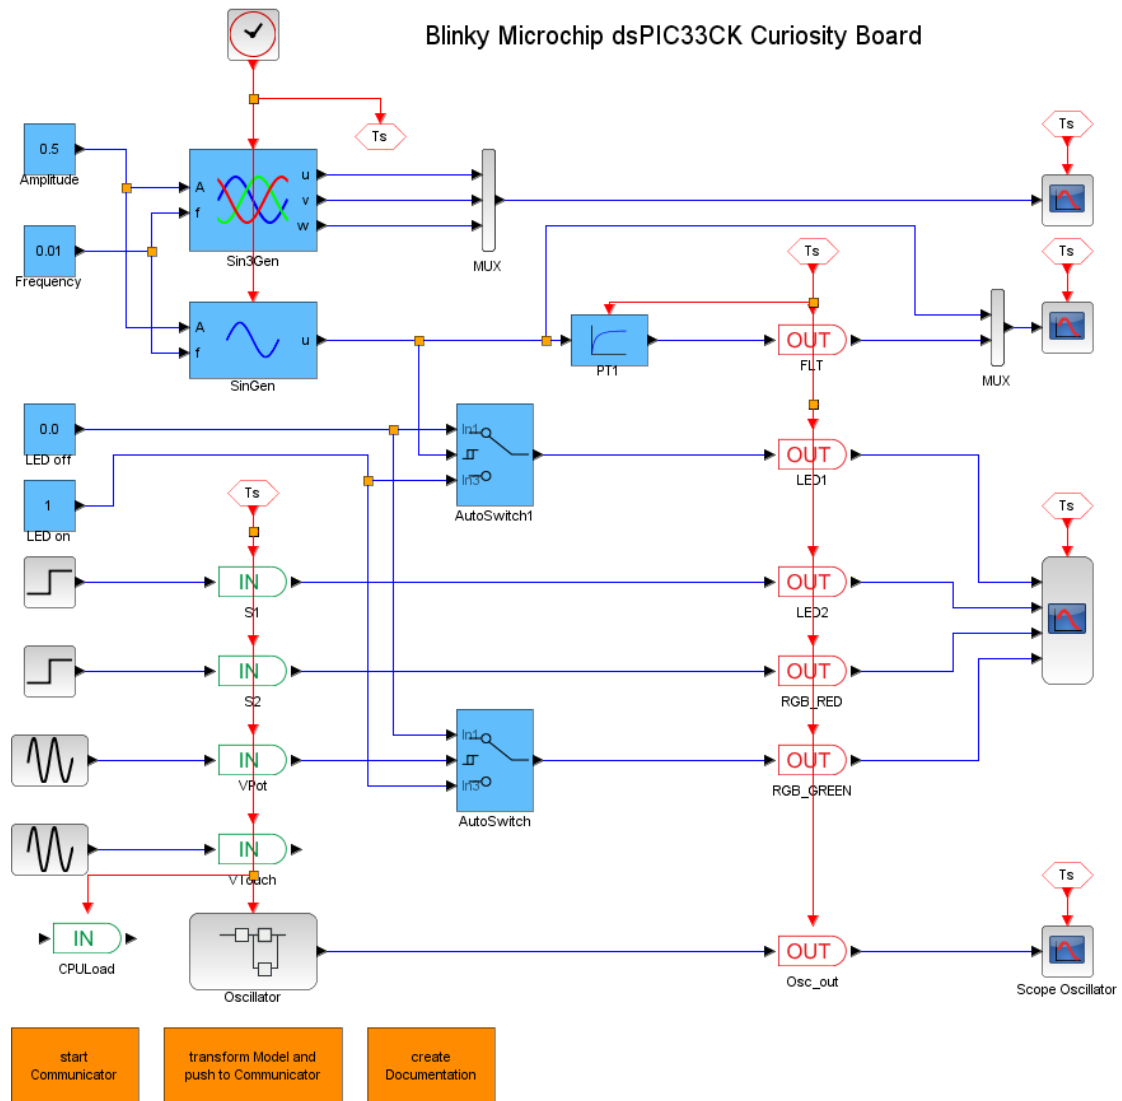 Blinky Microchip dsPIC33CK Curiosity Board
Ts
Ts
0.5
Amplitude
A
f
u
v
w
Sin3Gen
MUX
0.01
Frequency
Ts
Ts
A
f
u
SinGen
PT1
OUT
FLT
MUX
0.0
LED off
In1
In3
AutoSwitch1
OUT
LED1
1
LED on
Ts
Ts
IN
S1
OUT
LED2
IN
S2
OUT
RGB_RED
IN
VPot
In1
In3
AutoSwitch
OUT
RGB_GREEN
IN
VTouch
Ts
IN
CPULoad
Oscillator
OUT
Osc_out
Scope Oscillator
start
Communicator
transform Model and
push to Communicator
create
Documentation